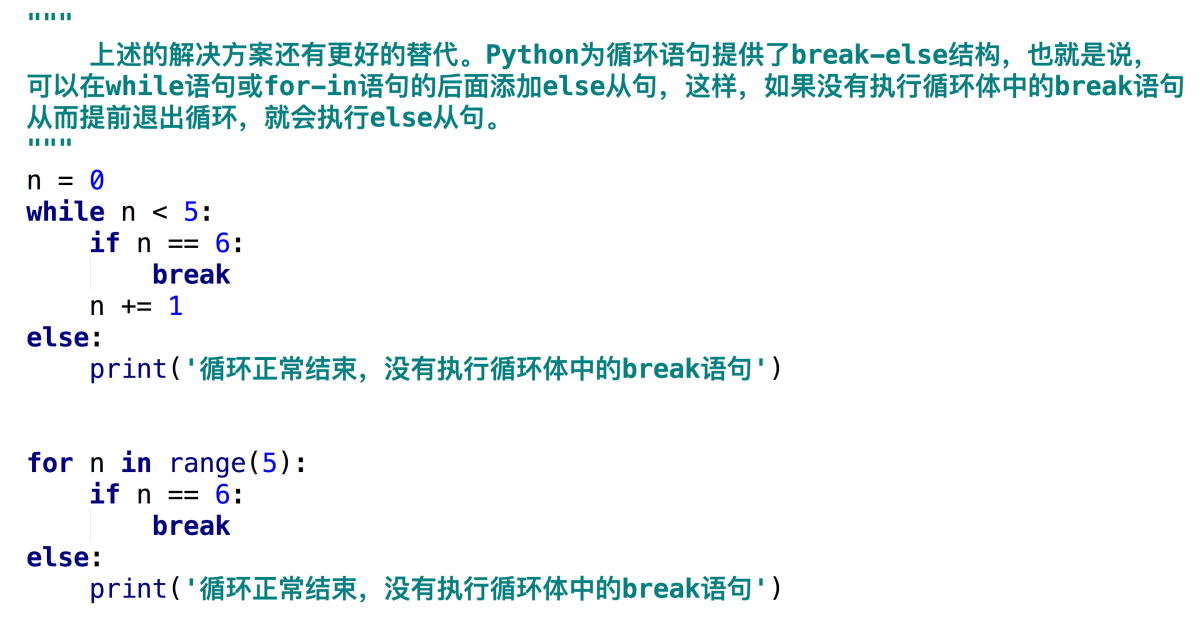 """
    上述的解决方案还有更好的替代。Python为循环语句提供了break-else结构，也就是说，
可以在while语句或for-in语句的后面添加else从句，这样，如果没有执行循环体中的break语句
从而提前退出循环，就会执行else从句。
"""
n = 0
while n < 5:
    if n == 6:
        break
    n += 1
else:
    print('循环正常结束，没有执行循环体中的break语句')
for n in range(5):
    if n == 6:
        break
else:
    print('循环正常结束，没有执行循环体中的break语句')